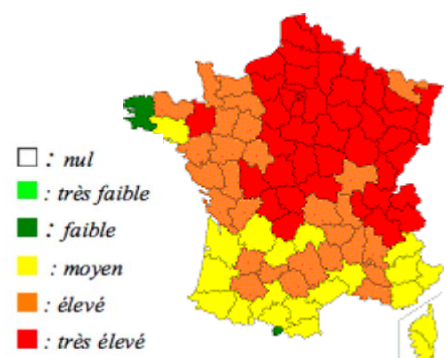 : nul
: très faible
: faible
: moyen
: élevé
: très élevé